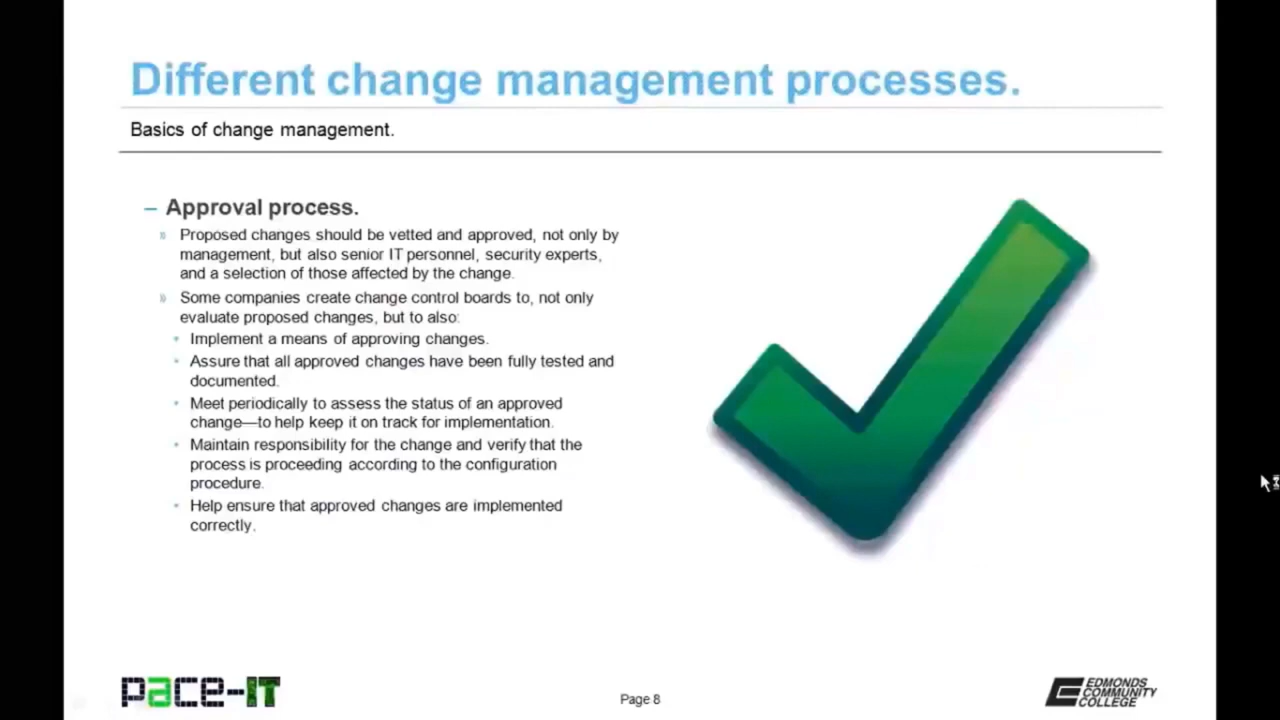 Different change management processes.
Basics of change management.
– Approval process.
» Proposed changes should be vetted and approved, not only by
management, but also senior IT personnel, security experts,
and a selection of those affected by the change.
» Some companies create change control boards to, not only
evaluate proposed changes, but to also:
• Implement a means of approving changes.
• Assure that all approved changes have been fully tested and
documented.
• Meet periodically to assess the status of an approved
change—to help keep it on track for implementation.
• Maintain responsibility for the change and verify that the
process is proceeding according to the configuration
procedure.
• Help ensure that approved changes are implemented
correctly.
pace-IT
Page 8
EDMONDS
COMMUNITY
COLLEGE